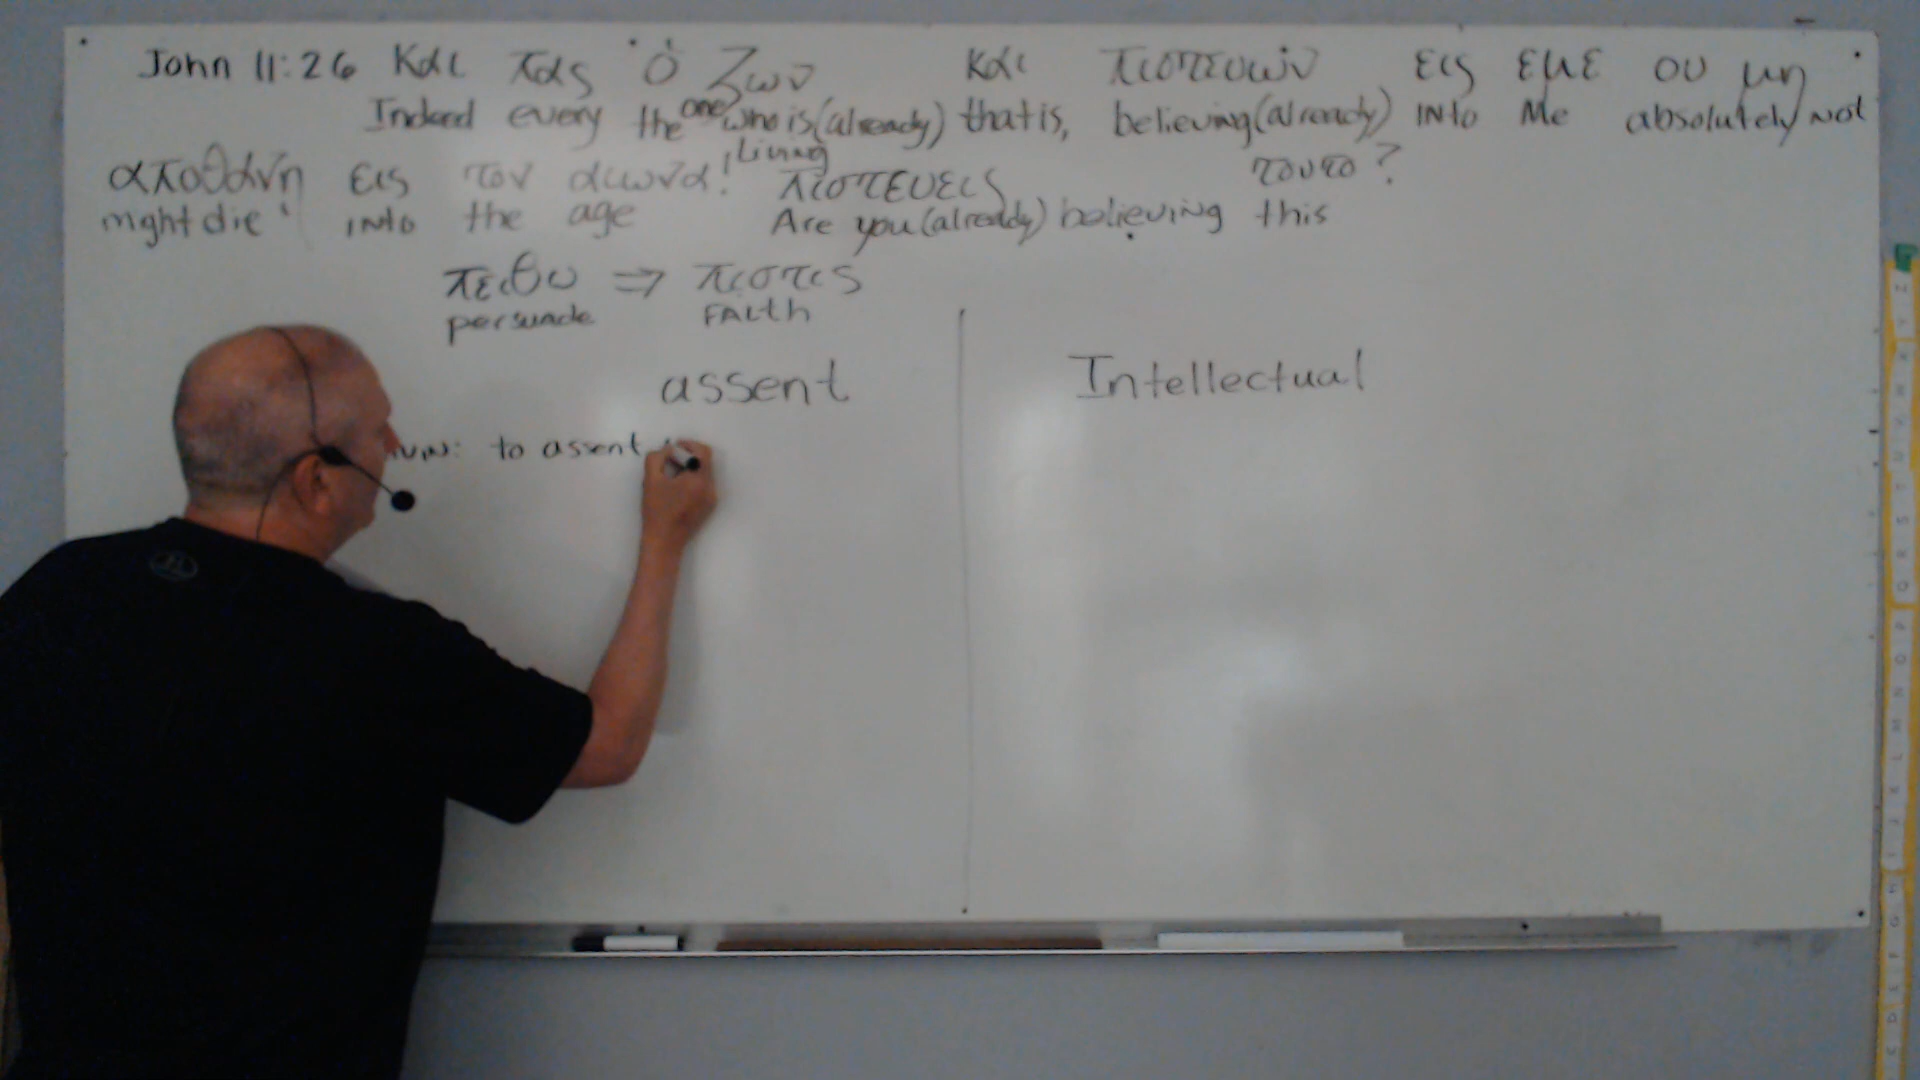 John 11:26 Και πας ὁ Ζων και πιστευων εις εμε ου μη
Indeed every the one who is (already) that is, believing (already) INto Me absolutely not
Living
αποθανη εις τον αιωνα! πιστευεις τουτο?
might die INto the age Are you (already) believing this
πειθω ⇒ πιστις
persuade FAith
assent Intellectual
to assent